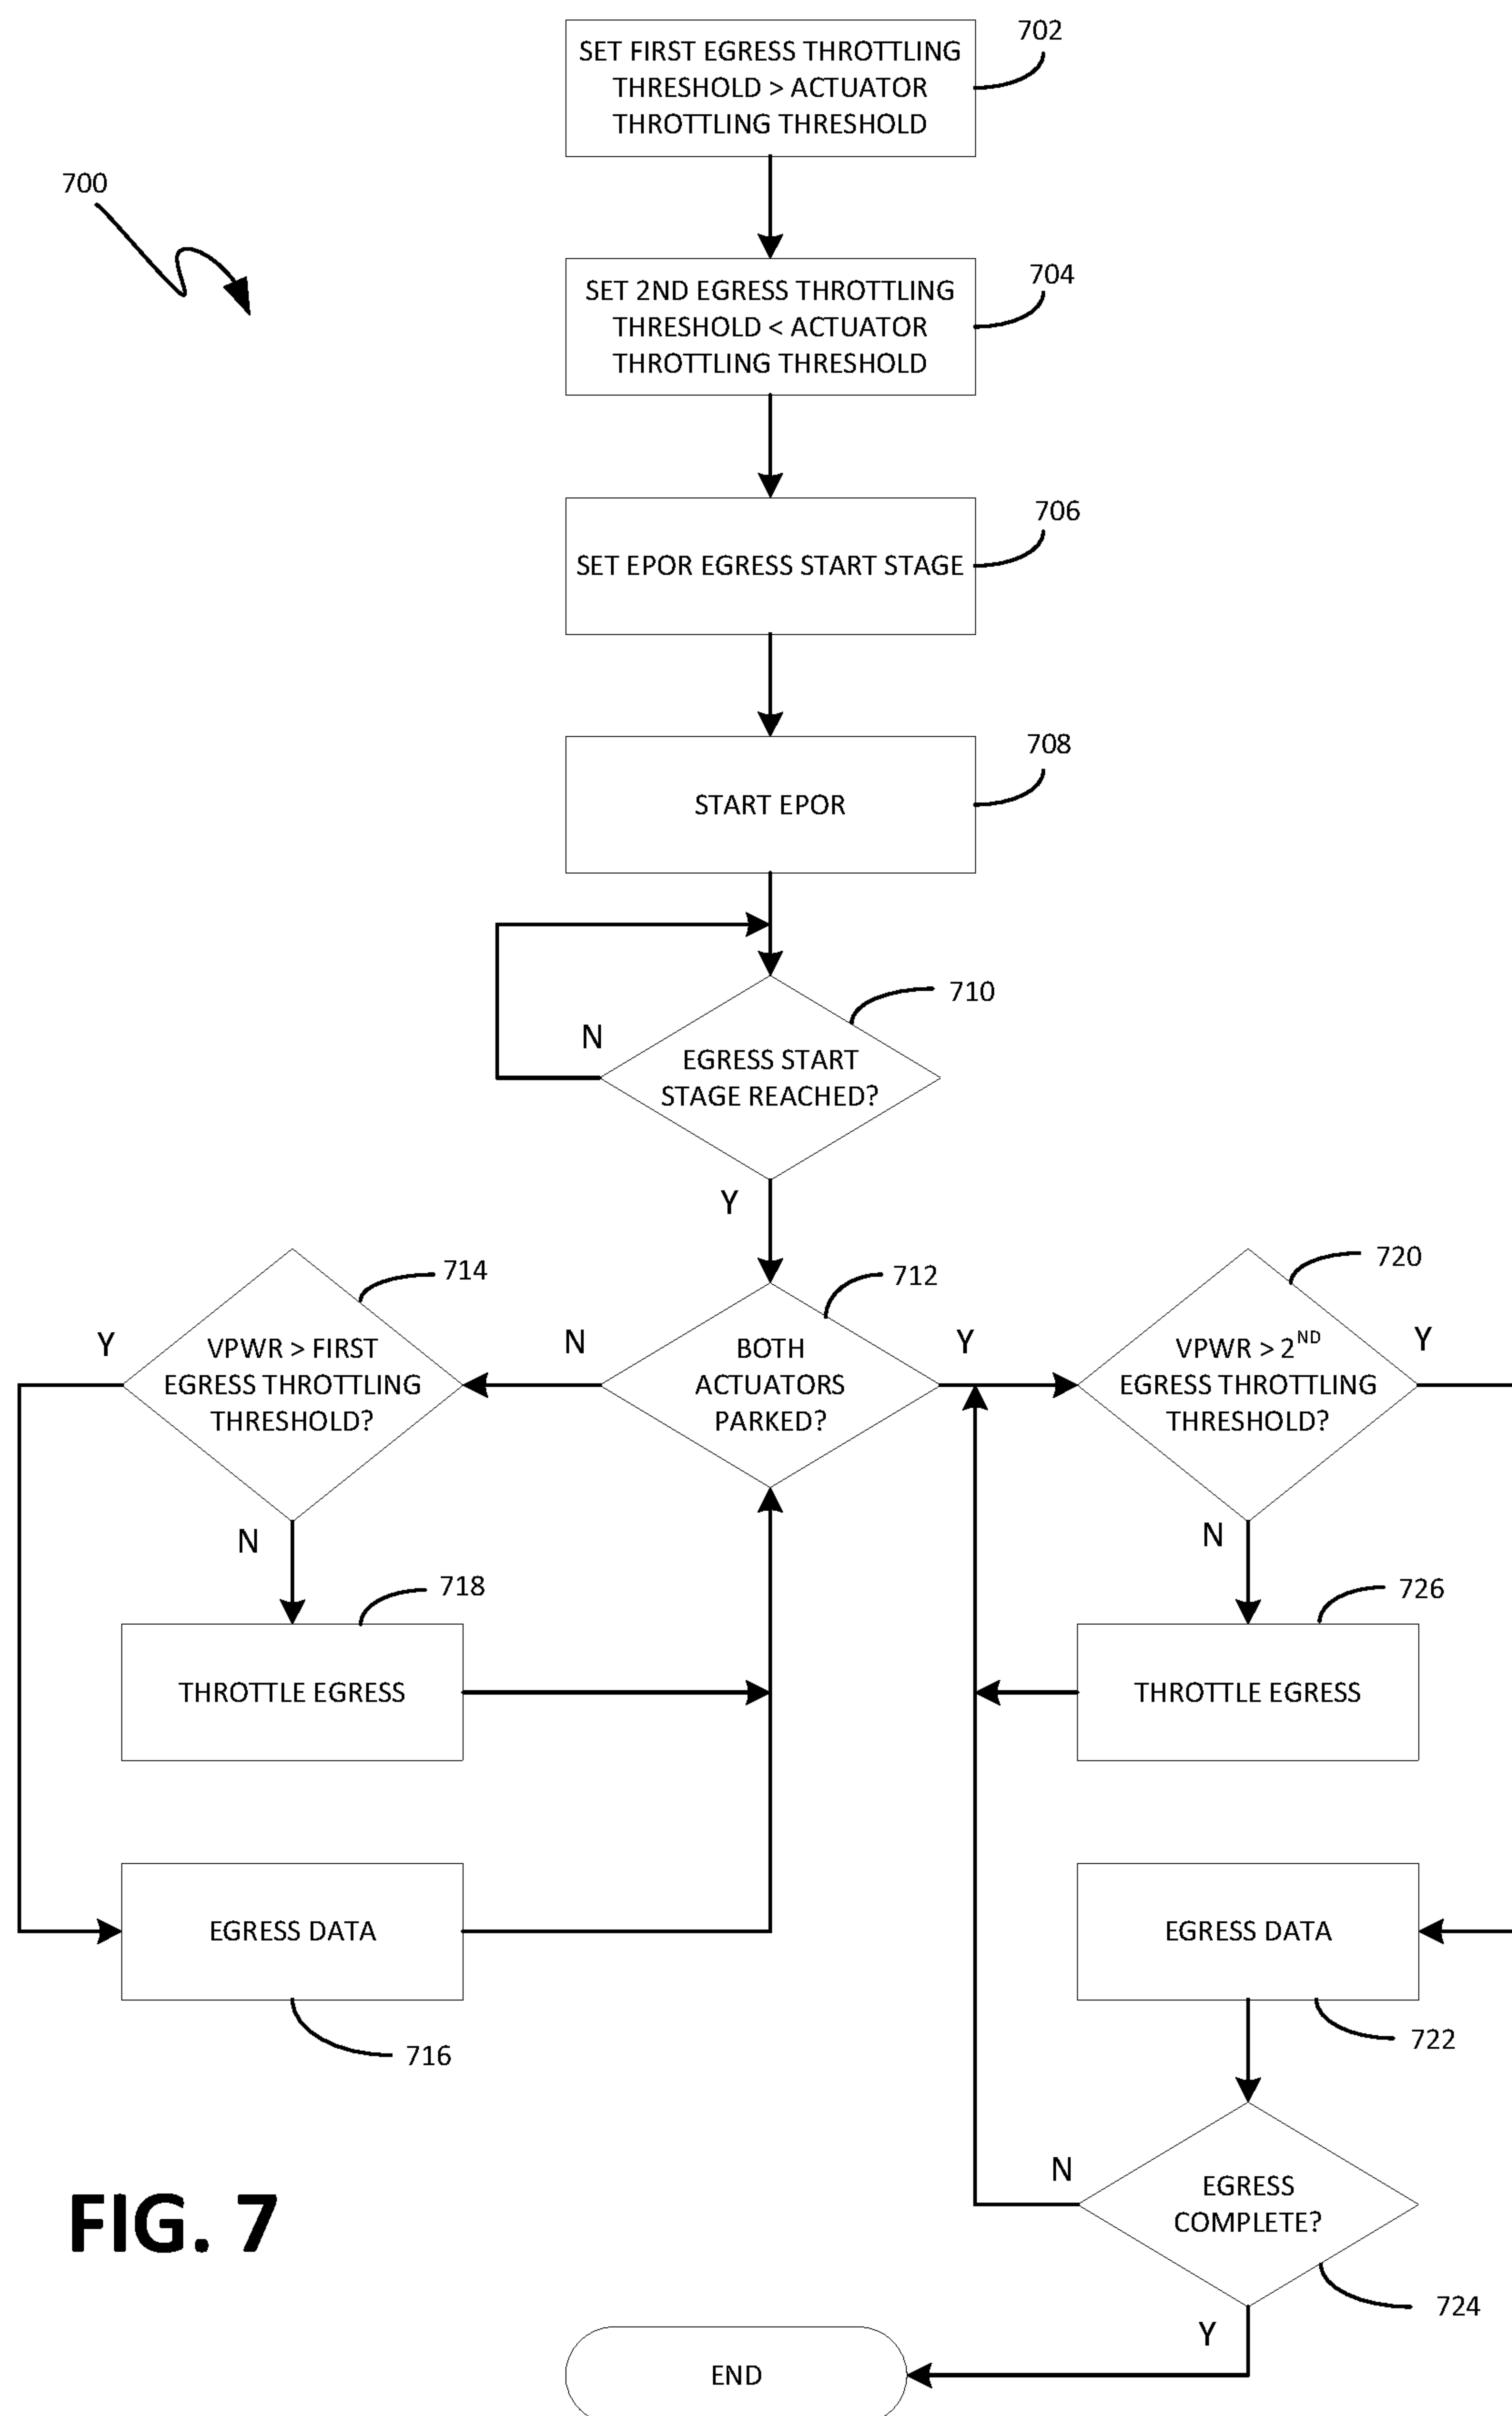 702
SET FIRST EGRESS THROTTLING
THRESHOLD > ACTUATOR
THROTTLING THRESHOLD
700
704
SET 2ND EGRESS THROTTLING
THRESHOLD < ACTUATOR
THROTTLING THRESHOLD
706
SET EPOR EGRESS START STAGE
708
START EPOR
710
N
EGRESS START
STAGE REACHED?
Y
714
712
720
Y
VPWR > FIRST
EGRESS THROTTLING
THRESHOLD?
N
BOTH
ACTUATORS
PARKED?
Y
VPWR > 2ND
EGRESS THROTTLING
THRESHOLD?
Y
N
N
718
726
THROTTLE EGRESS
THROTTLE EGRESS
EGRESS DATA
EGRESS DATA
716
722
N
EGRESS
COMPLETE?
FIG. 7
724
Y
END